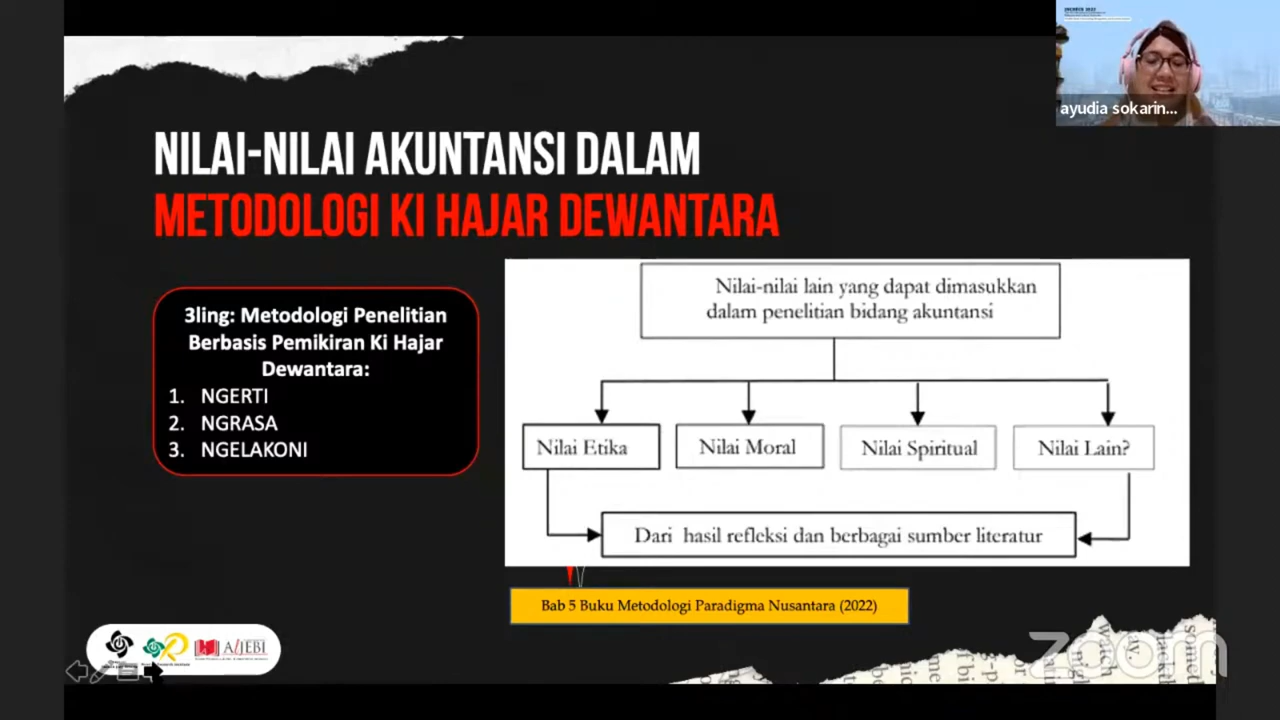 ayudia sokarin...
NILAI-NILAI AKUNTANSI DALAM
METODOLOGI KI HAJAR DEWANTARA
3ling: Metodologi Penelitian
Berbasis Pemikiran Ki Hajar
Dewantara:
1. NGERTI
2. NGRASA
3. NGELAKONI
Nilai-nilai lain yang dapat dimasukkan
dalam penelitian bidang akuntansi
Nilai Etika
Nilai Moral
Nilai Spiritual
Nilai Lain?
Dari hasil refleksi dan berbagai sumber literatur
Bab 5 Buku Metodologi Paradigma Nusantara (2022)
zoom